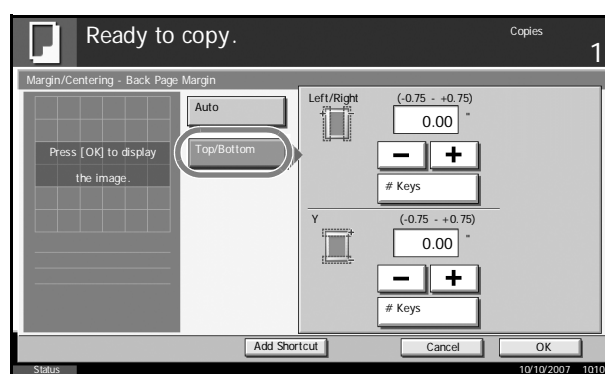 Ready to copy.
Copies
1
Margin/Centering - Back Page Margin
Press [OK] to display
the image.
Auto
Top/Bottom
Left/Right
(-0.75 - +0.75)
0.00 "
− +
# Keys
Y
(-0.75 - +0.75)
0.00 "
− +
# Keys
Add Shortcut
Cancel
OK
Status
10/10/2007 1010